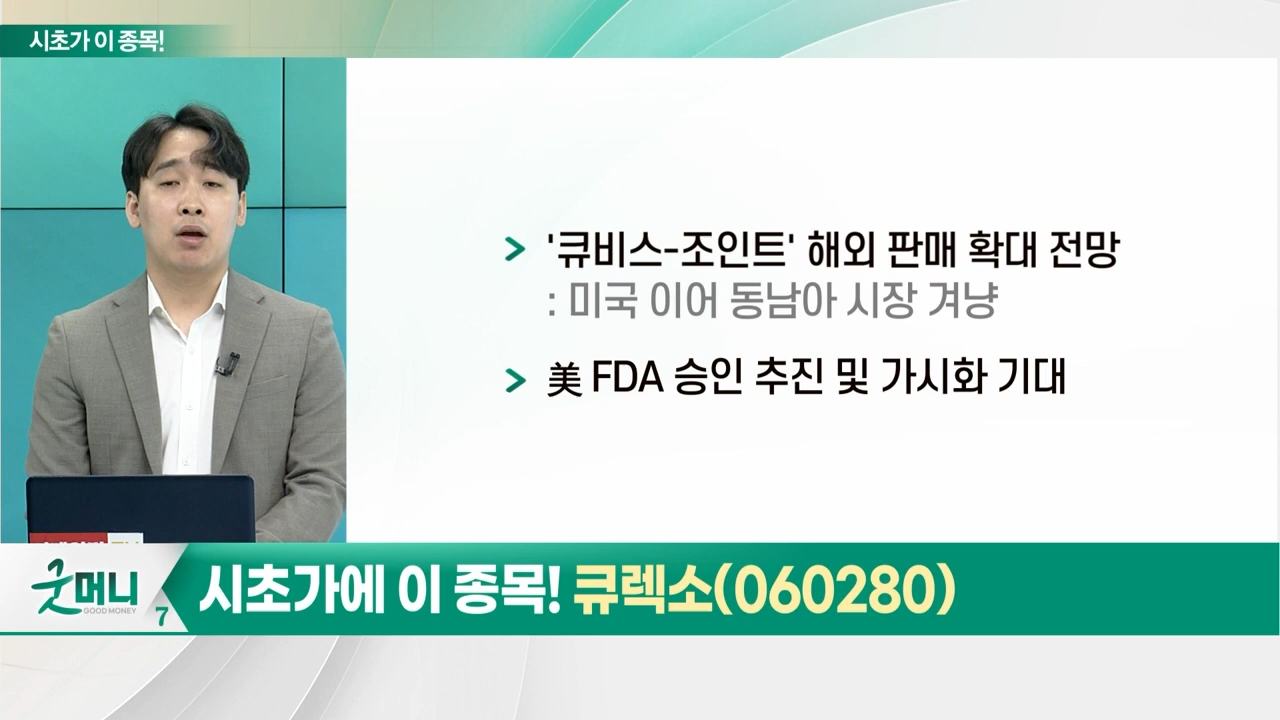 시초가 이 종목!
'큐비스-조인트' 해외 판매 확대 전망
: 미국 이어 동남아 시장 겨냥
美 FDA 승인 추진 및 가시화 기대
굿머니
GOOD MONEY
7
시초가에 이 종목! 큐렉소(060280)